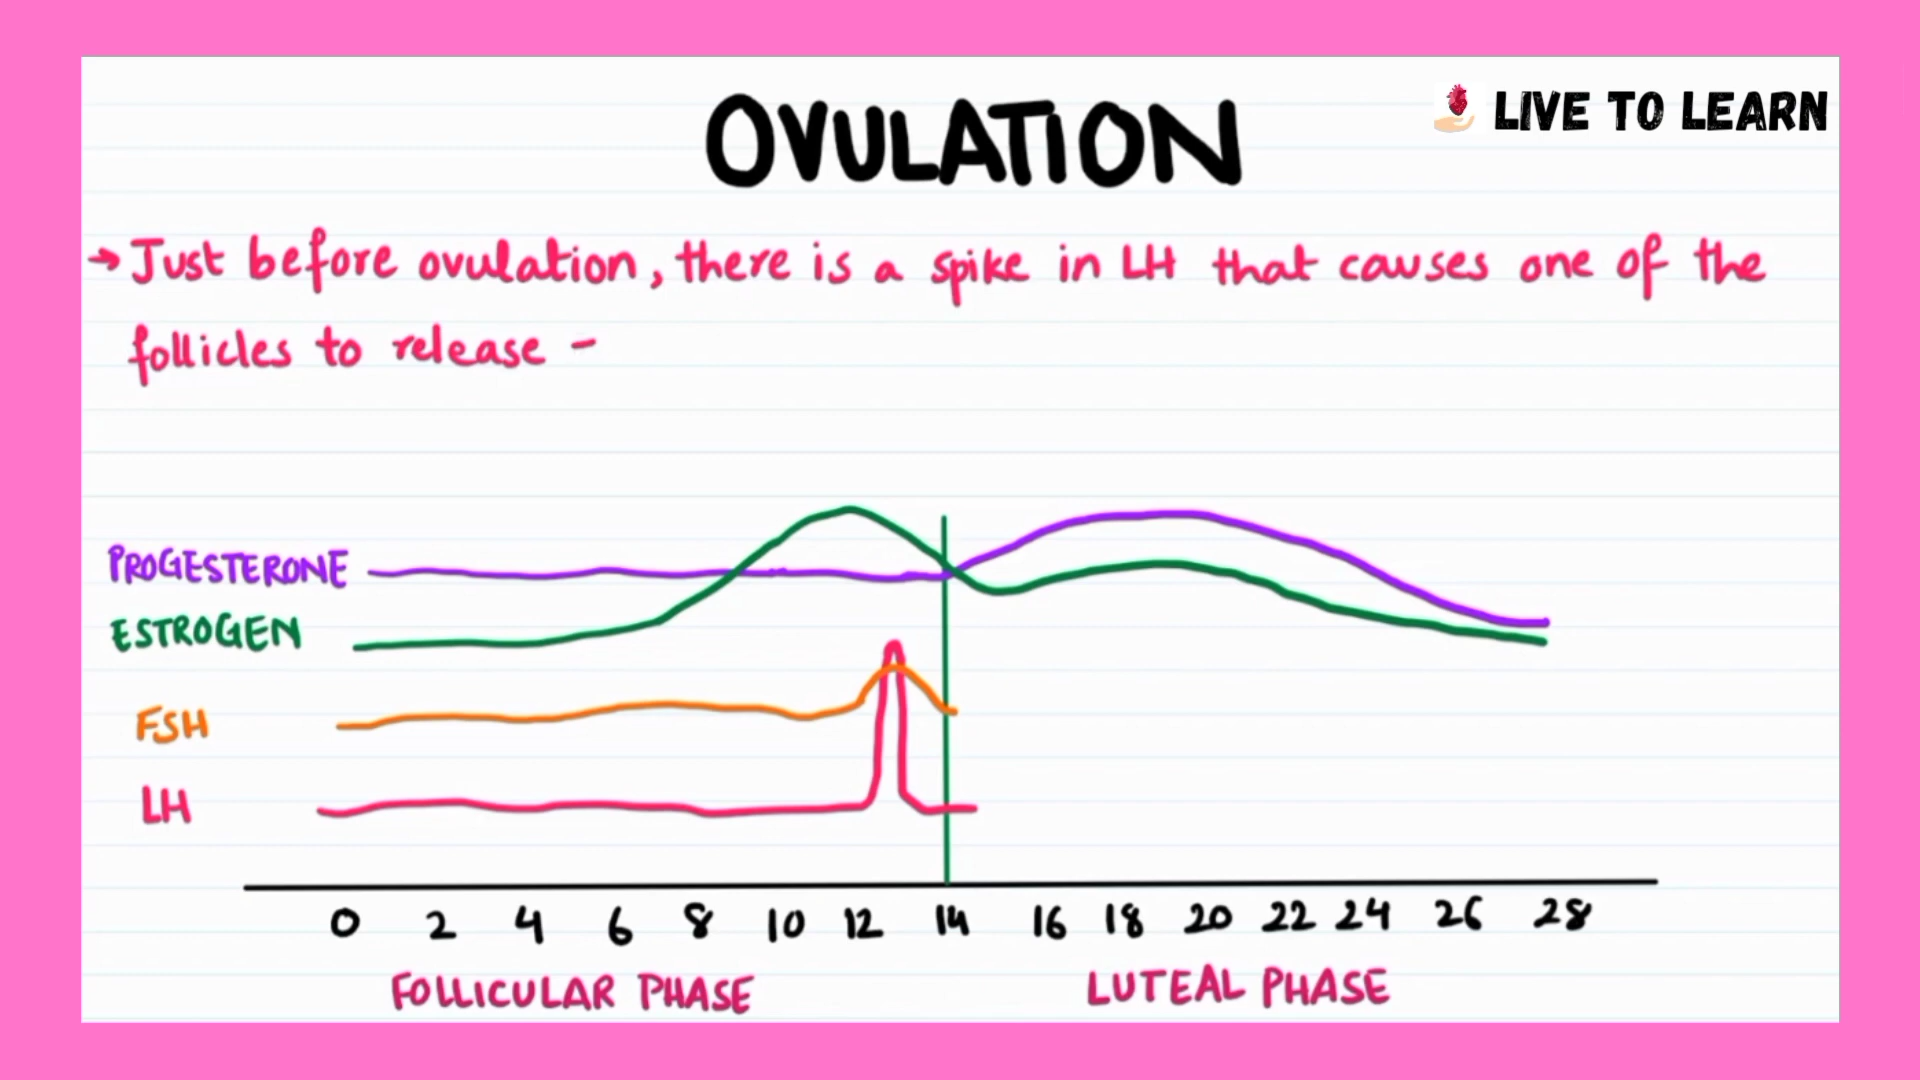 OVULATION
LIVE TO LEARN
→ Just before ovulation, there is a spike in LH that causes one of the
follicles to release -
PROGESTERONE
ESTROGEN
FSH
LH
0 2 4 6 8 10 12 14 16 18 20 22 24 26 28
FOLLICULAR PHASE
LUTEAL PHASE